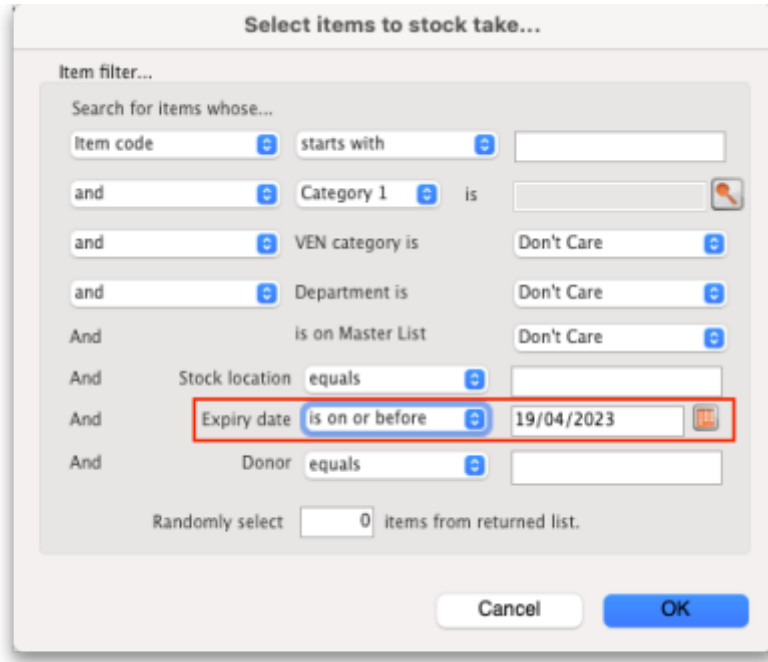 Select items to stock take...
Item filter...
Search for items whose...
Item code starts with
and Category 1 is
and VEN category is Don't Care
and Department is Don't Care
And is on Master List Don't Care
And Stock location equals
And Expiry date is on or before 19/04/2023
And Donor equals
Randomly select 0 items from returned list.
Cancel OK